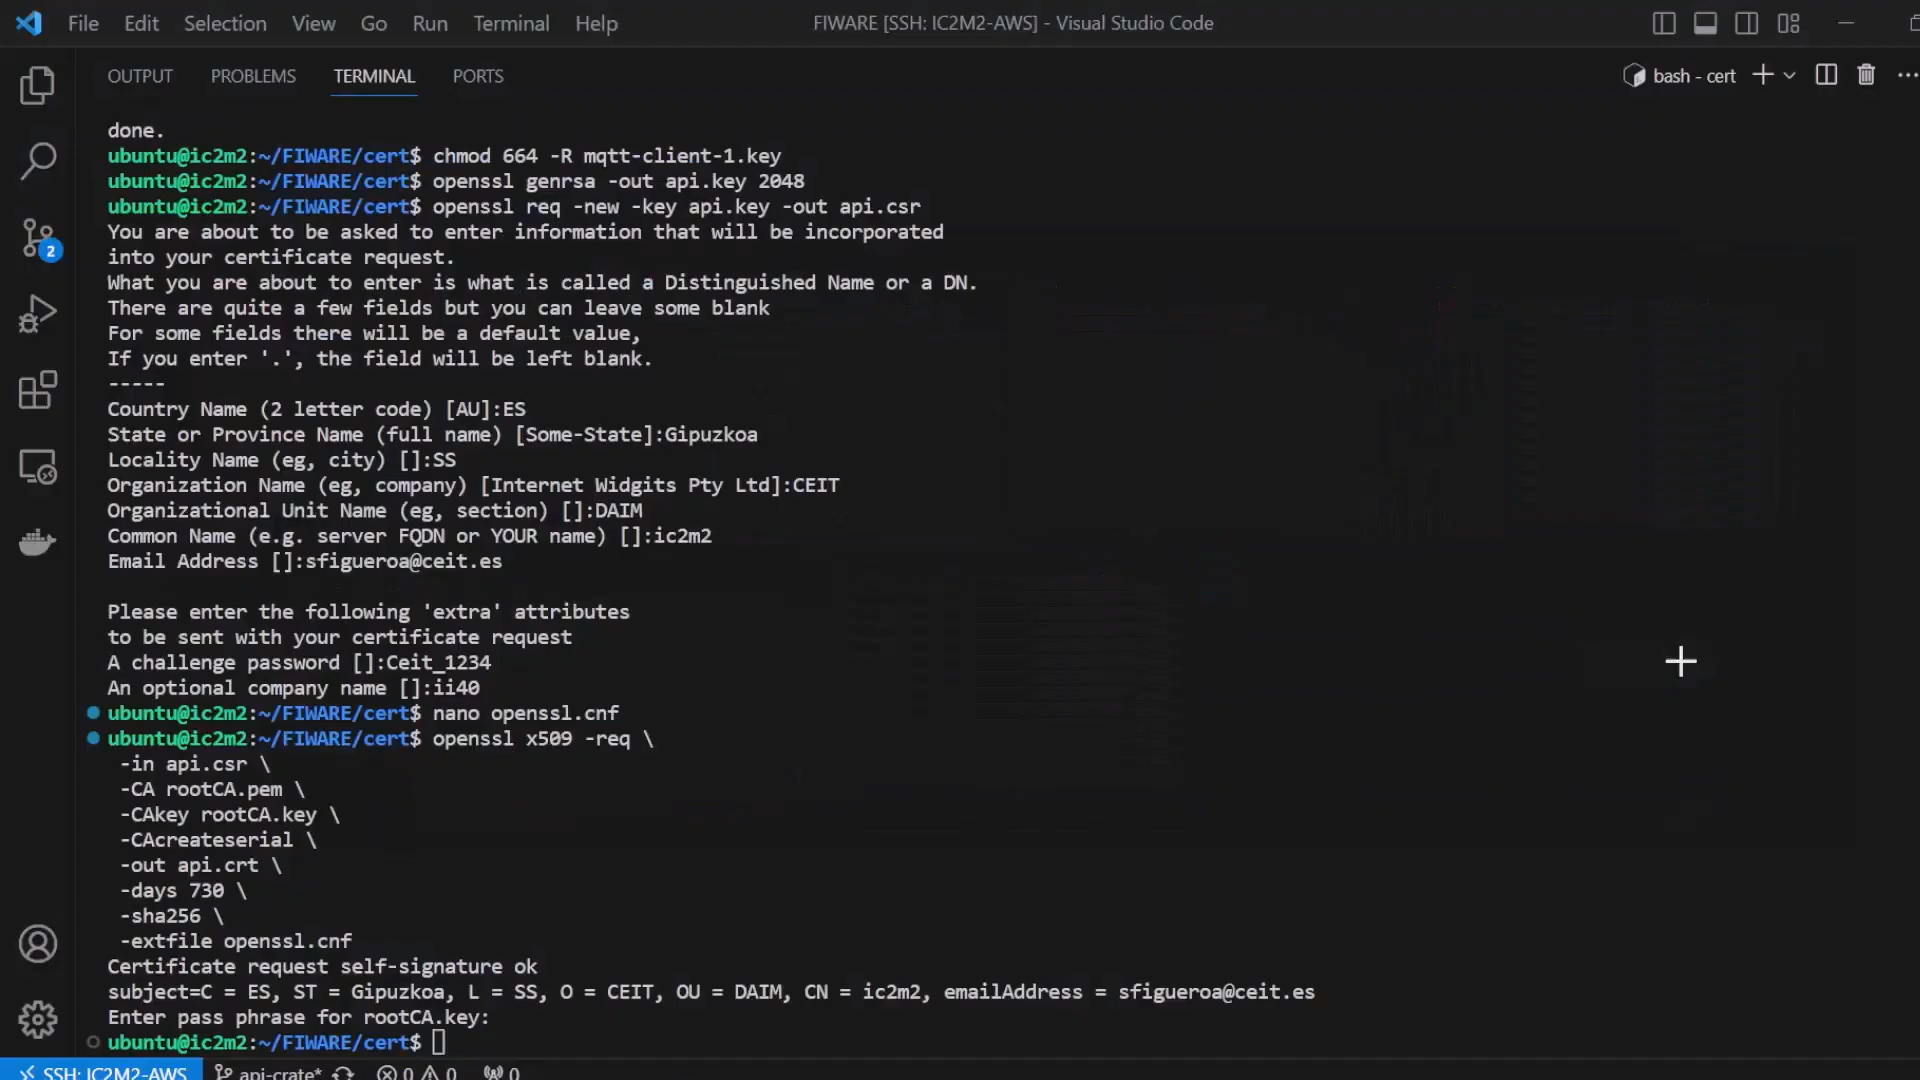 File Edit Selection View Go Run Terminal Help FIWARE [SSH: IC2M2-AWS] - Visual Studio Code
OUTPUT PROBLEMS TERMINAL PORTS bash - cert
done.
ubuntu@ic2m2:~/FIWARE/cert$ chmod 664 -R mqtt-client-1.key
ubuntu@ic2m2:~/FIWARE/cert$ openssl genrsa -out api.key 2048
ubuntu@ic2m2:~/FIWARE/cert$ openssl req -new -key api.key -out api.csr
You are about to be asked to enter information that will be incorporated
into your certificate request.
What you are about to enter is what is called a Distinguished Name or a DN.
There are quite a few fields but you can leave some blank
For some fields there will be a default value,
If you enter '.', the field will be left blank.
-----
Country Name (2 letter code) [AU]:ES
State or Province Name (full name) [Some-State]:Gipuzkoa
Locality Name (eg, city) []:SS
Organization Name (eg, company) [Internet Widgits Pty Ltd]:CEIT
Organizational Unit Name (eg, section) []:DAIM
Common Name (e.g. server FQDN or YOUR name) []:ic2m2
Email Address []:sfigueroa@ceit.es
Please enter the following 'extra' attributes
to be sent with your certificate request
A challenge password []:Ceit_1234
An optional company name []:ii40
ubuntu@ic2m2:~/FIWARE/cert$ nano openssl.cnf
ubuntu@ic2m2:~/FIWARE/cert$ openssl x509 -req \
-in api.csr \
-CA rootCA.pem \
-CAkey rootCA.key \
-CAcreateserial \
-out api.crt \
-days 730 \
-sha256 \
-extfile openssl.cnf
Certificate request self-signature ok
subject=C = ES, ST = Gipuzkoa, L = SS, O = CEIT, OU = DAIM, CN = ic2m2, emailAddress = sfigueroa@ceit.es
Enter pass phrase for rootCA.key:
ubuntu@ic2m2:~/FIWARE/cert$
2
SSH: IC2M2-AWS api-crate* 0 0 0